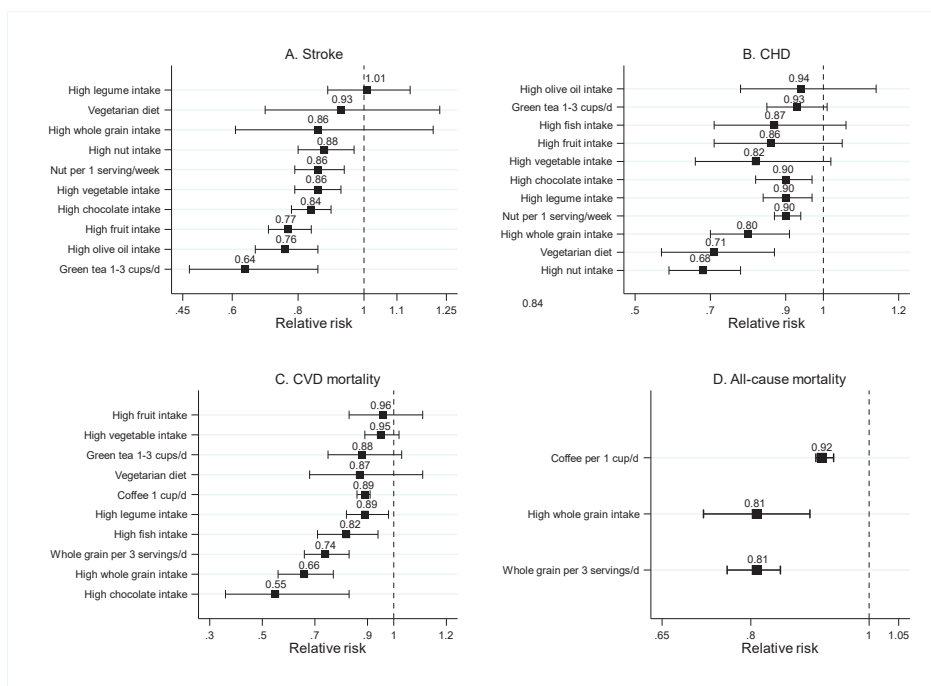 A. Stroke
High legume intake 1.01
Vegetarian diet 0.93
High whole grain intake 0.86
High nut intake 0.88
Nut per 1 serving/week 0.86
High vegetable intake 0.86
High chocolate intake 0.84
High fruit intake 0.77
High olive oil intake 0.76
Green tea 1-3 cups/d 0.64
.45 .6 .8 1 1.1 1.25
Relative risk
B. CHD
High olive oil intake 0.94
Green tea 1-3 cups/d 0.93
High fish intake 0.87
High fruit intake 0.86
High vegetable intake 0.82
High chocolate intake 0.90
High legume intake 0.90
Nut per 1 serving/week 0.90
High whole grain intake 0.80
Vegetarian diet 0.71
High nut intake 0.68
0.84
.5 .7 .9 1 1.2
Relative risk
C. CVD mortality
High fruit intake 0.96
High vegetable intake 0.95
Green tea 1-3 cups/d 0.88
Vegetarian diet 0.87
Coffee 1 cup/d 0.89
High legume intake 0.89
High fish intake 0.82
Whole grain per 3 servings/d 0.74
High whole grain intake 0.66
High chocolate intake 0.55
.3 .5 .7 .9 1 1.2
Relative risk
D. All-cause mortality
Coffee per 1 cup/d 0.92
High whole grain intake 0.81
Whole grain per 3 servings/d 0.81
.65 .8 1 1.05
Relative risk